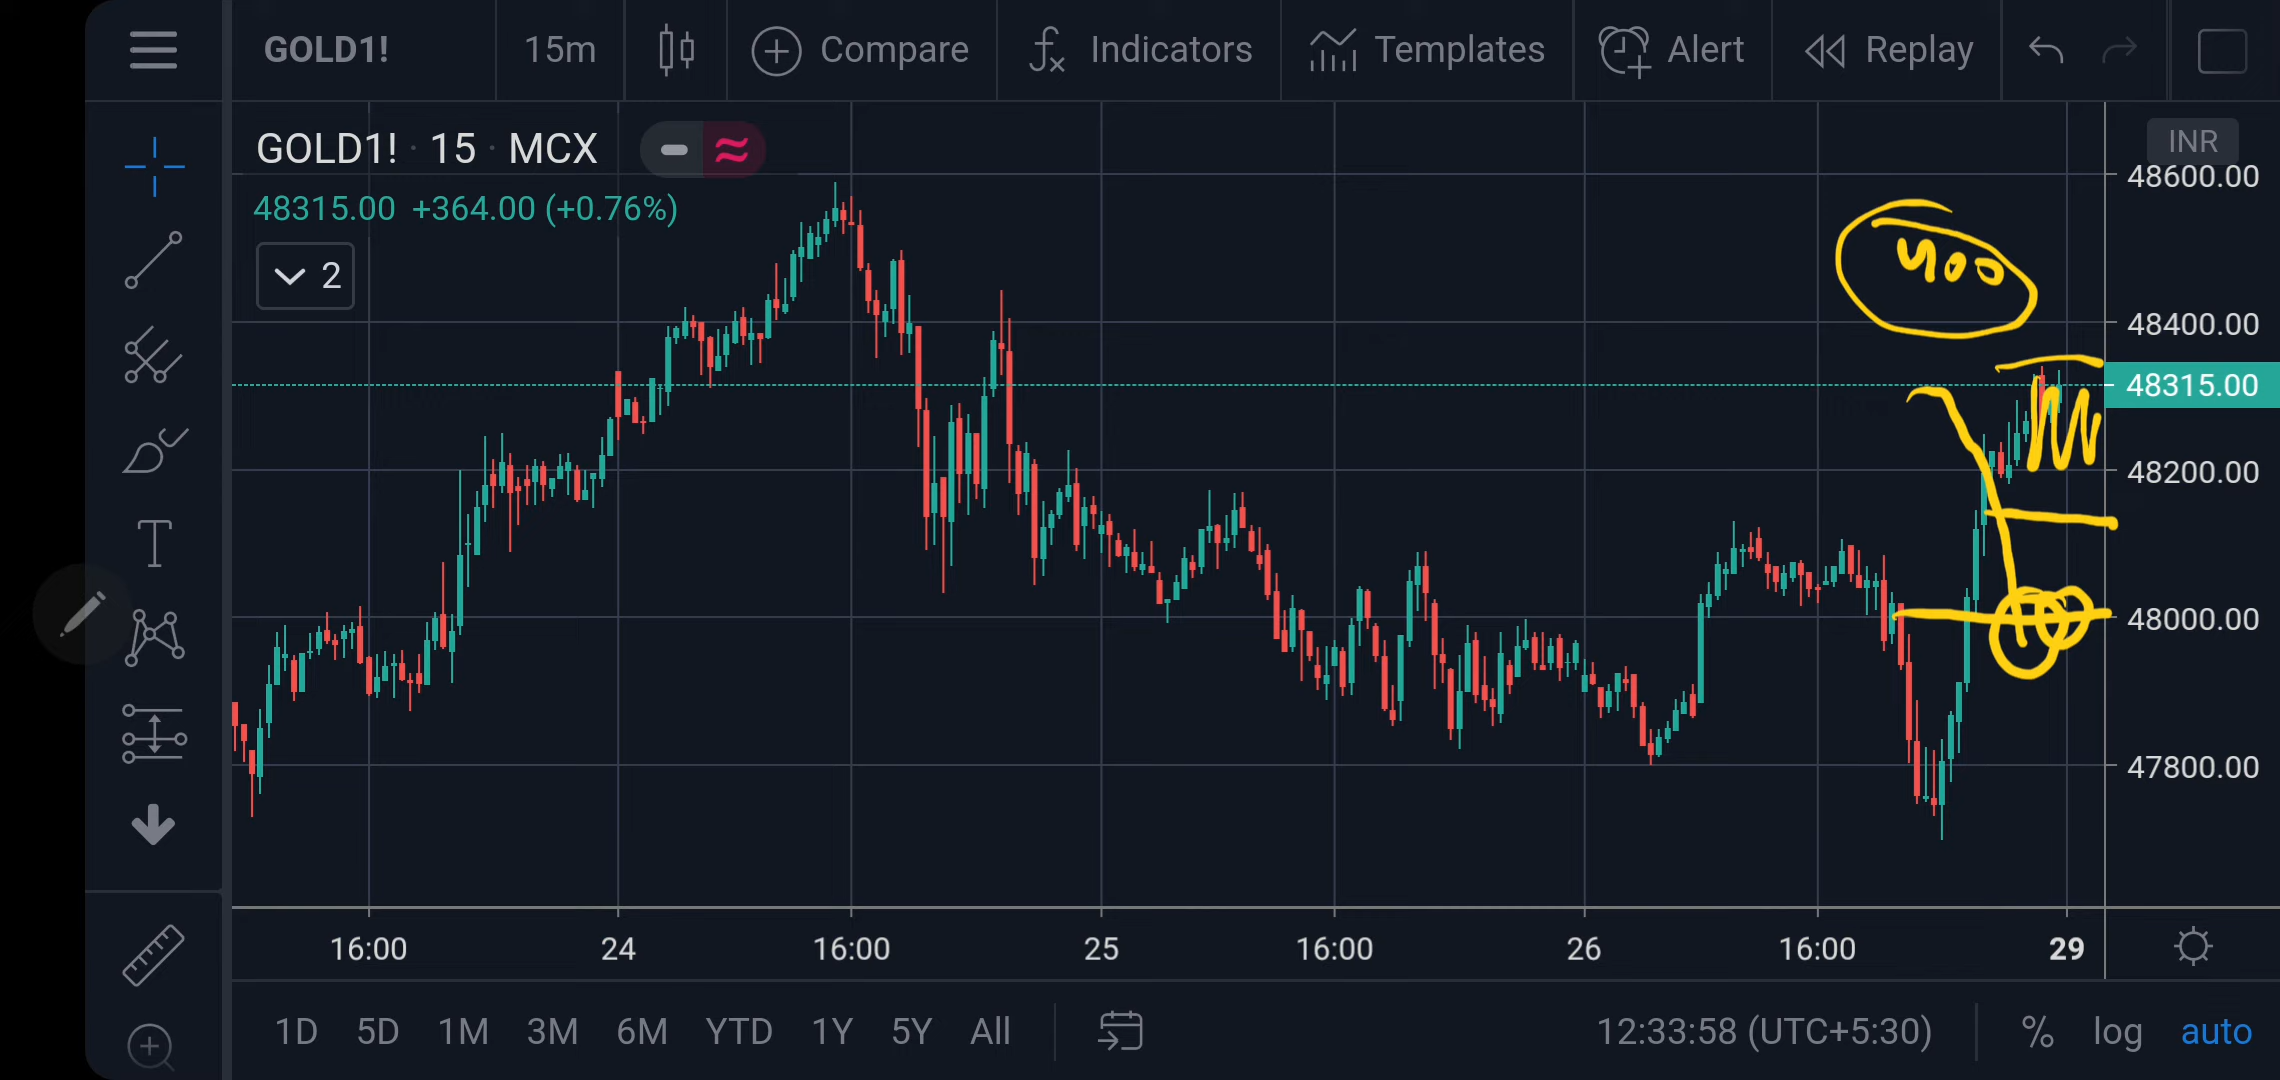 GOLD1! 15m Compare Indicators Templates Alert Replay
GOLD1! · 15 · MCX
INR
48315.00 +364.00 (+0.76%)
2
400
48600.00
48400.00
48315.00
48200.00
48000.00
47800.00
16:00 24 16:00 25 16:00 26 16:00 29
1D 5D 1M 3M 6M YTD 1Y 5Y All 12:33:58 (UTC+5:30) % log auto